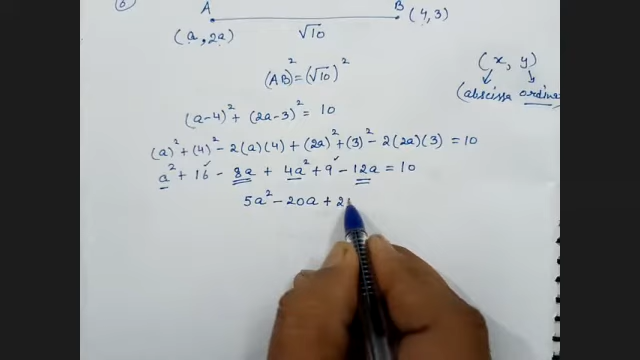 6
A B
(a, 2a) √10 (4, 3)
(AB)² = (√10)²
(x, y)
(abscissa
(a-4)² + (2a-3)² = 10
(a)² + (4)² - 2(a)(4) + (2a)² + (3)² - 2(2a)(3) = 10
a² + 16 - 8a + 4a² + 9 - 12a = 10
5a² - 20a + 2